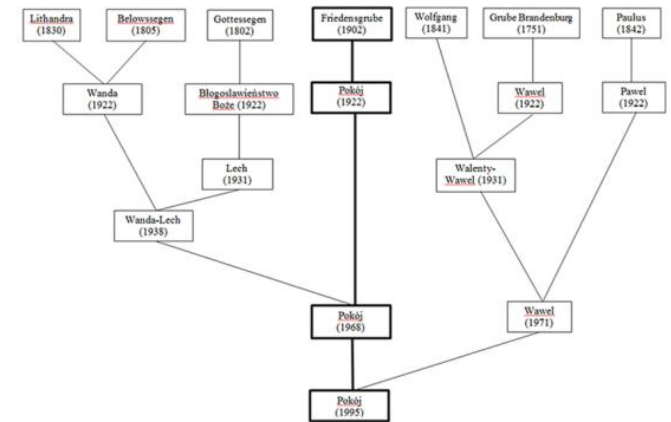 Lithandra
(1830)
Belowssegen
(1805)
Gottessegen
(1802)
Friedensgrube
(1902)
Wolfgang
(1841)
Grube Brandenburg
(1751)
Paulus
(1842)
Wanda
(1922)
Błogoslawieństwo
Boże (1922)
Pokój
(1922)
Wawel
(1922)
Pawel
(1922)
Lech
(1931)
Walenty-
Wawel (1931)
Wanda-Lech
(1938)
Pokój
(1968)
Wawel
(1971)
Pokój
(1995)